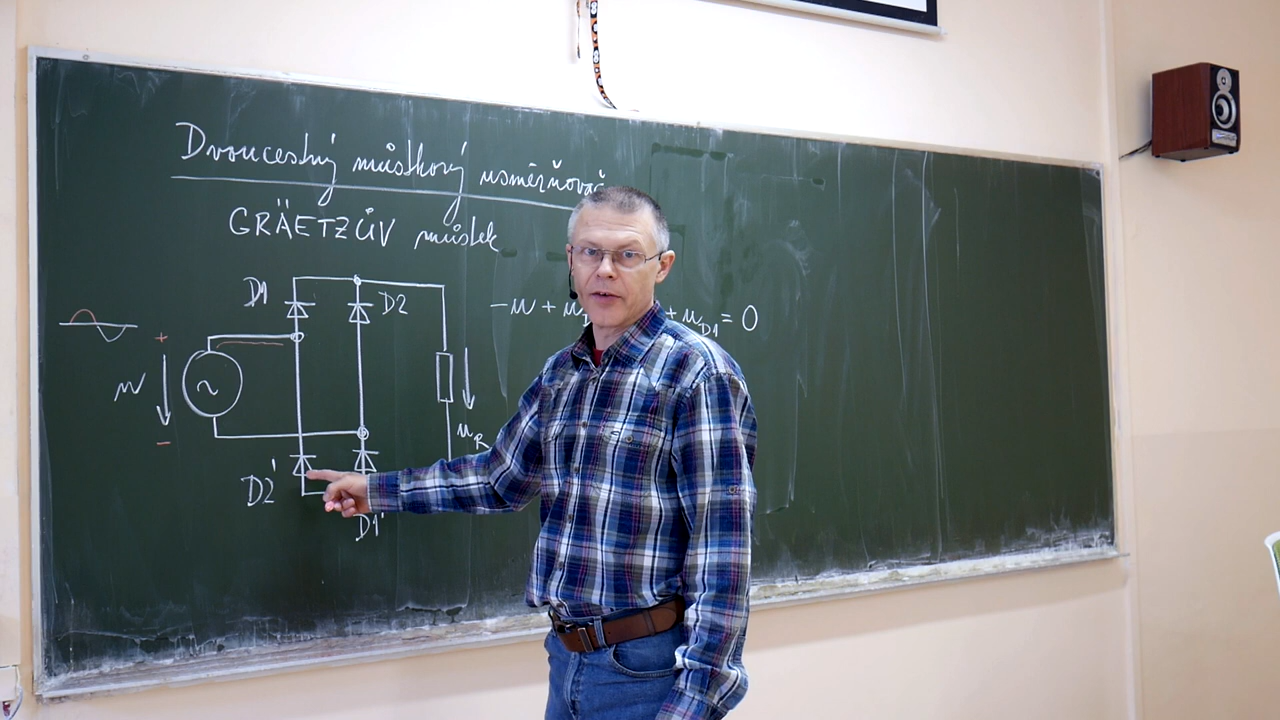 Dvoucestný můstkový usměrňovač
GRÄETZŮV můstek
D1
D2
− u + u + u_D1 = 0
+
u
~
−
u_R
D2'
D1'